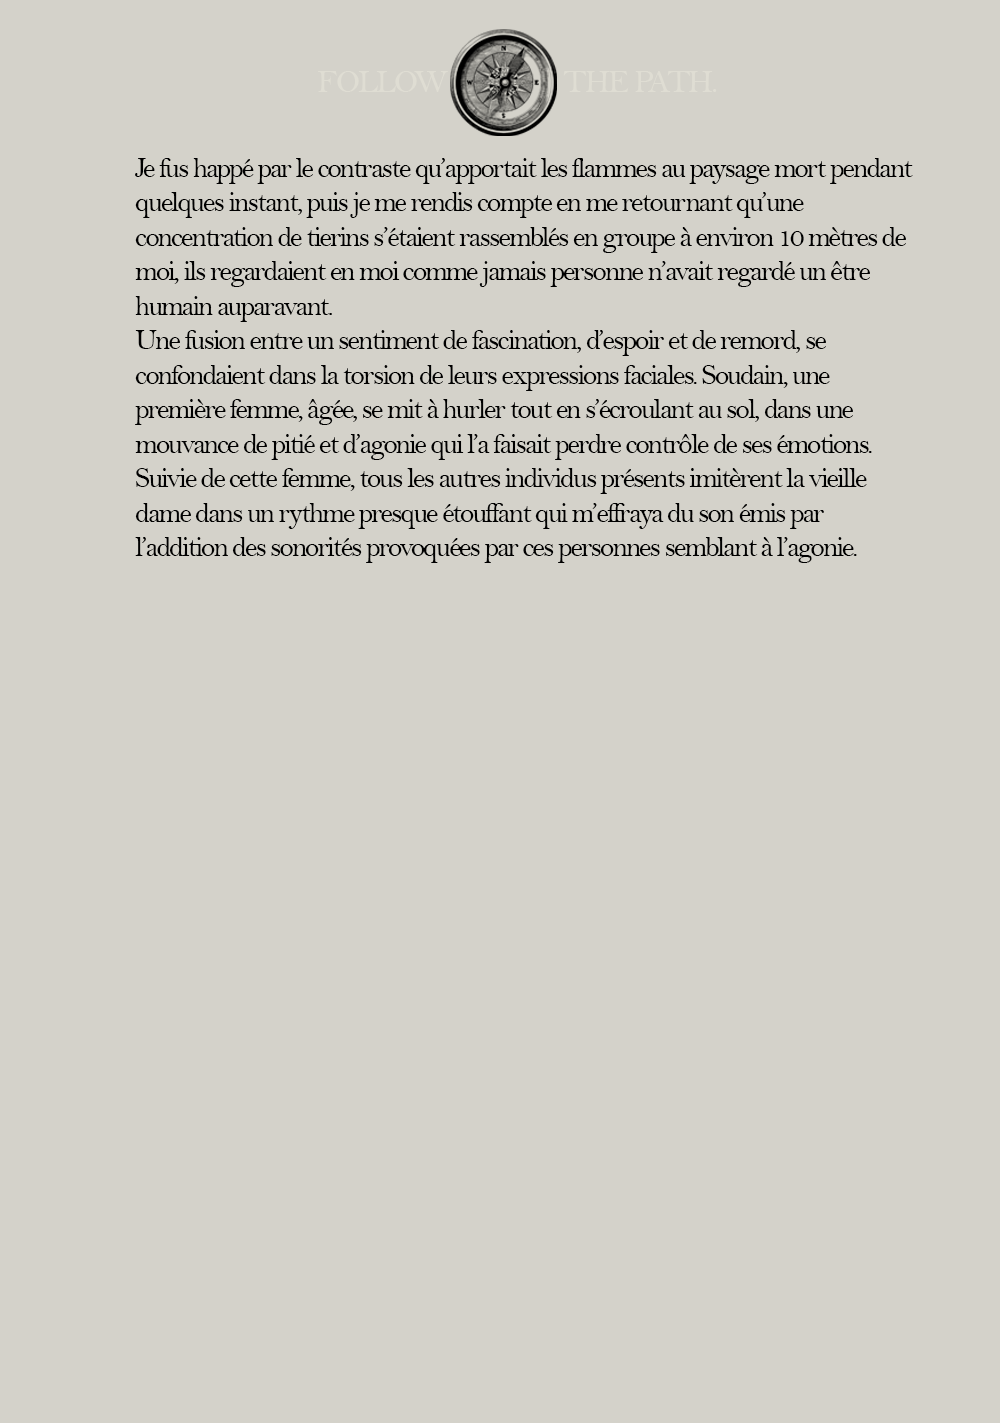 FOLLOW THE PATH.
N
W E
S
Je fus happé par le contraste qu’apportait les flammes au paysage mort pendant
quelques instant, puis je me rendis compte en me retournant qu’une
concentration de tierins s’étaient rassemblés en groupe à environ 10 mètres de
moi, ils regardaient en moi comme jamais personne n’avait regardé un être
humain auparavant.
Une fusion entre un sentiment de fascination, d’espoir et de remord, se
confondaient dans la torsion de leurs expressions faciales. Soudain, une
première femme, âgée, se mit à hurler tout en s’écroulant au sol, dans une
mouvance de pitié et d’agonie qui l’a faisait perdre contrôle de ses émotions.
Suivie de cette femme, tous les autres individus présents imitèrent la vieille
dame dans un rythme presque étouffant qui m’effraya du son émis par
l’addition des sonorités provoquées par ces personnes semblant à l’agonie.